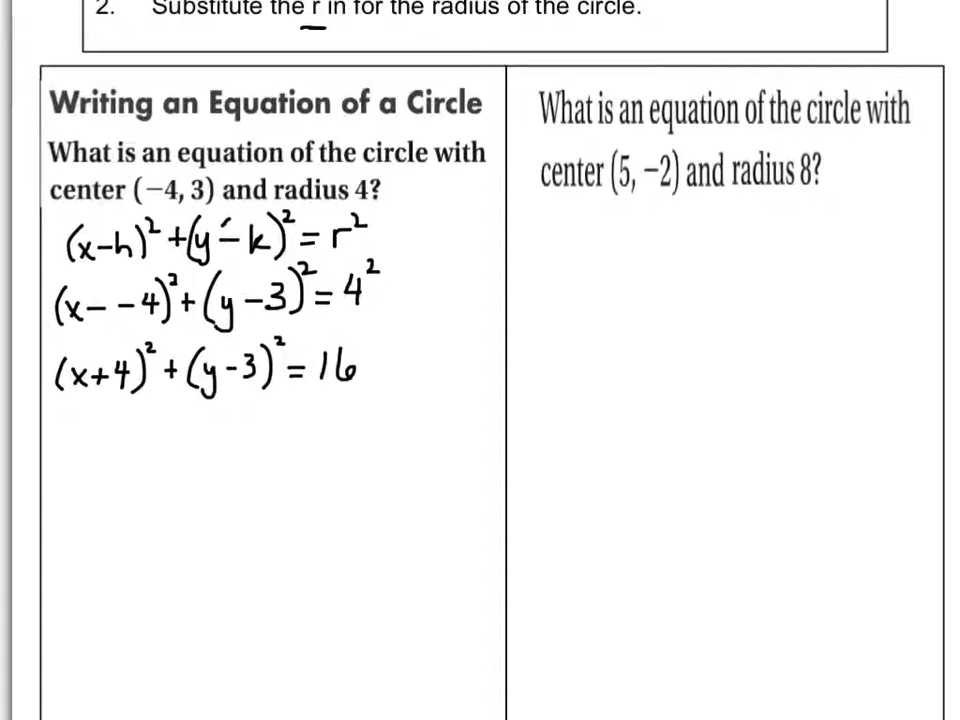 2. Substitute the r in for the radius of the circle.
Writing an Equation of a Circle
What is an equation of the circle with
center (−4, 3) and radius 4?
(x-h)² + (y - k)² = r²
(x - - 4)² + (y - 3)² = 4²
(x + 4)² + (y - 3)² = 16
What is an equation of the circle with
center (5, −2) and radius 8?